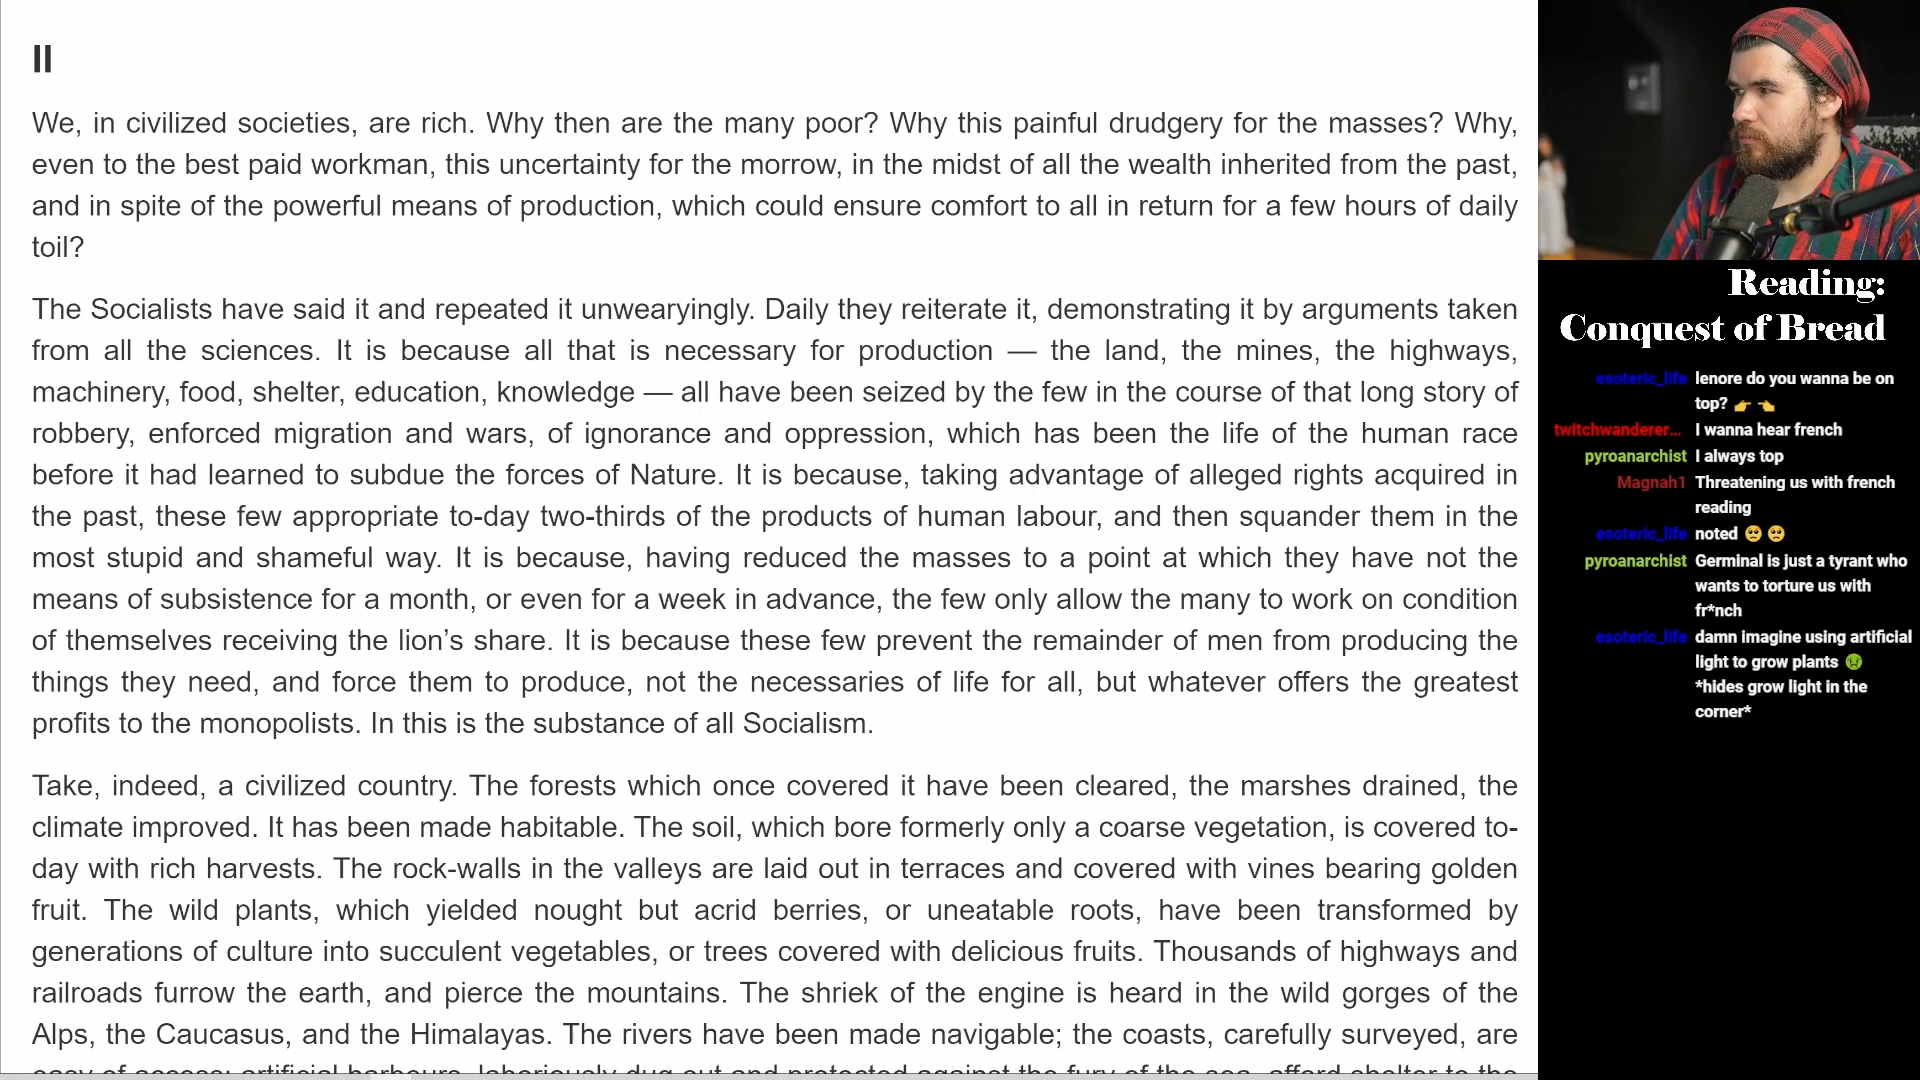 II
We, in civilized societies, are rich. Why then are the many poor? Why this painful drudgery for the masses? Why,
even to the best paid workman, this uncertainty for the morrow, in the midst of all the wealth inherited from the past,
and in spite of the powerful means of production, which could ensure comfort to all in return for a few hours of daily
toil?
The Socialists have said it and repeated it unwearyingly. Daily they reiterate it, demonstrating it by arguments taken
from all the sciences. It is because all that is necessary for production — the land, the mines, the highways,
machinery, food, shelter, education, knowledge — all have been seized by the few in the course of that long story of
robbery, enforced migration and wars, of ignorance and oppression, which has been the life of the human race
before it had learned to subdue the forces of Nature. It is because, taking advantage of alleged rights acquired in
the past, these few appropriate to-day two-thirds of the products of human labour, and then squander them in the
most stupid and shameful way. It is because, having reduced the masses to a point at which they have not the
means of subsistence for a month, or even for a week in advance, the few only allow the many to work on condition
of themselves receiving the lion’s share. It is because these few prevent the remainder of men from producing the
things they need, and force them to produce, not the necessaries of life for all, but whatever offers the greatest
profits to the monopolists. In this is the substance of all Socialism.
Take, indeed, a civilized country. The forests which once covered it have been cleared, the marshes drained, the
climate improved. It has been made habitable. The soil, which bore formerly only a coarse vegetation, is covered to-
day with rich harvests. The rock-walls in the valleys are laid out in terraces and covered with vines bearing golden
fruit. The wild plants, which yielded nought but acrid berries, or uneatable roots, have been transformed by
generations of culture into succulent vegetables, or trees covered with delicious fruits. Thousands of highways and
railroads furrow the earth, and pierce the mountains. The shriek of the engine is heard in the wild gorges of the
Alps, the Caucasus, and the Himalayas. The rivers have been made navigable; the coasts, carefully surveyed, are
easy of access; artificial harbours, laboriously dug out and protected against the fury of the sea, afford shelter to the
Reading:
Conquest of Bread
esoteric_life lenore do you wanna be on
top? 👉 👈
twitchwanderer... I wanna hear french
pyroanarchist I always top
Magnah1 Threatening us with french
reading
esoteric_life noted 🥺 🥺
pyroanarchist Germinal is just a tyrant who
wants to torture us with
fr*nch
esoteric_life damn imagine using artificial
light to grow plants 🤢
*hides grow light in the
corner*